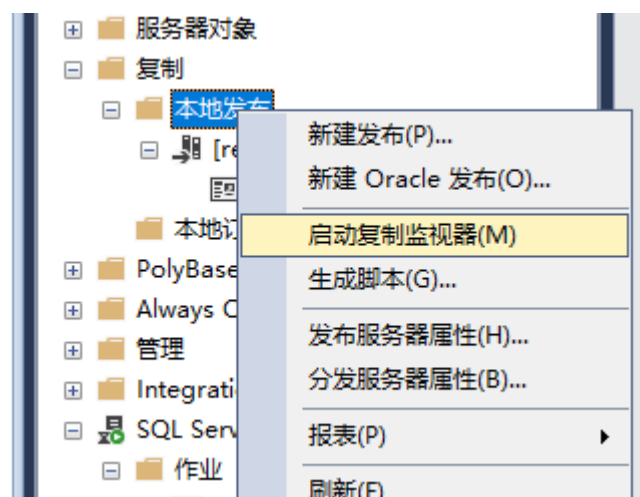 服务器对象
复制
本地发布
[re
本地订
PolyBase
Always O
管理
Integrati
SQL Serv
作业
新建发布(P)...
新建 Oracle 发布(O)...
启动复制监视器(M)
生成脚本(G)...
发布服务器属性(H)...
分发服务器属性(B)...
报表(P)
刷新(F)